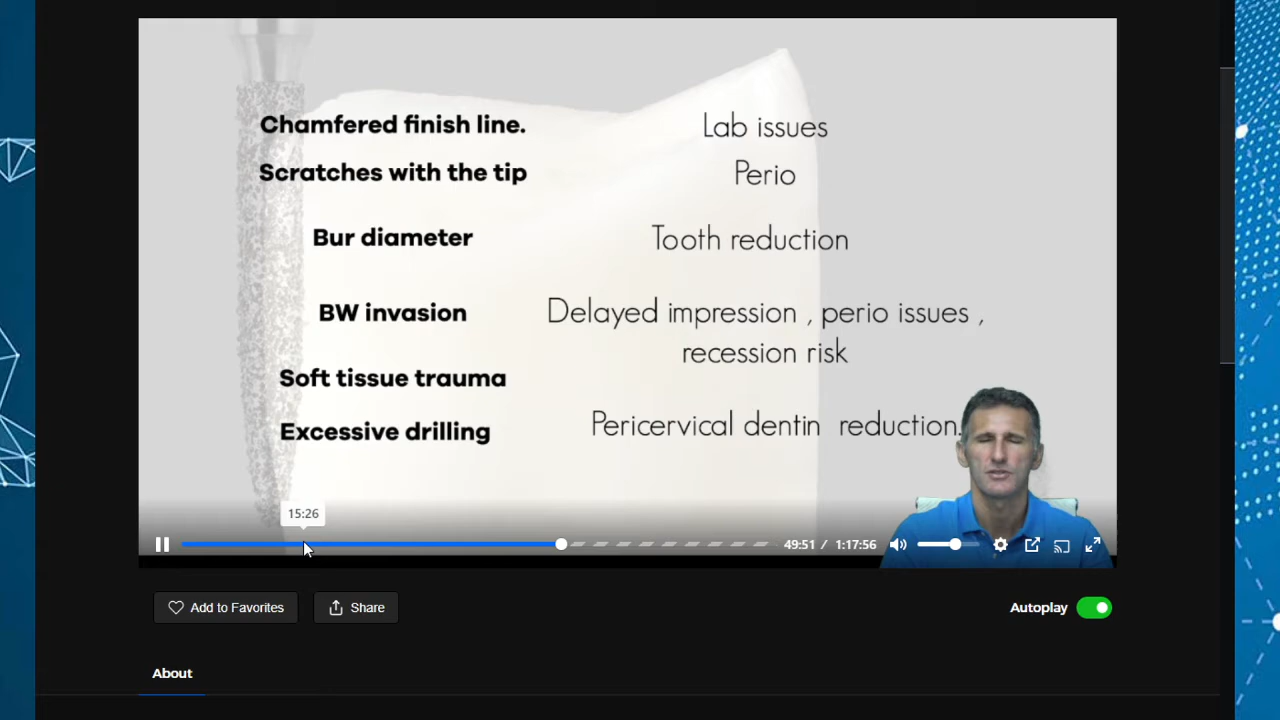 Chamfered finish line.
Lab issues
Scratches with the tip
Perio
Bur diameter
Tooth reduction
BW invasion
Delayed impression , perio issues ,
recession risk
Soft tissue trauma
Excessive drilling
Pericervical dentin reduction.
15:26
49:51 / 1:17:56
Add to Favorites
Share
Autoplay
About